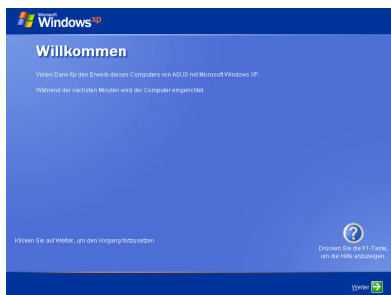 Microsoft
Windows xp
Willkommen
Vielen Dank für den Erwerb dieses Computers von ASUS mit Microsoft Windows XP.
Während der nächsten Minuten wird der Computer eingerichtet.
Klicken Sie auf Weiter, um den Vorgang fortzusetzen.
Drücken Sie die F1-Taste,
um die Hilfe anzuzeigen.
Weiter